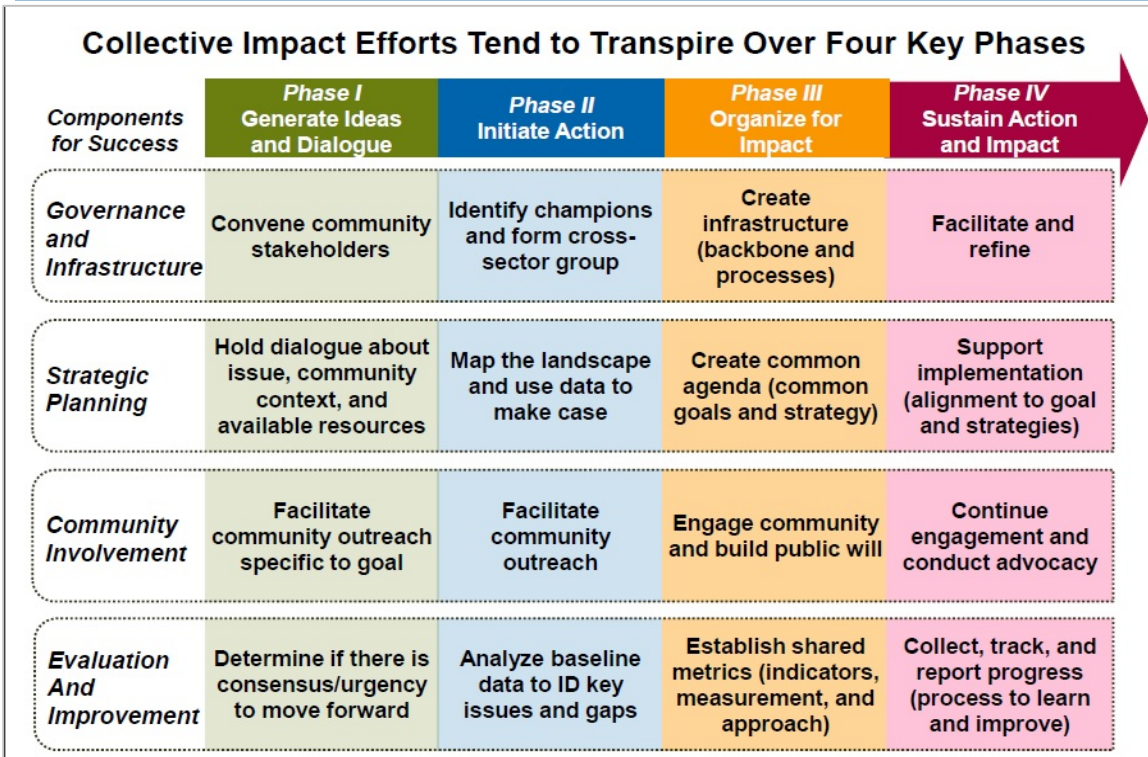 Collective Impact Efforts Tend to Transpire Over Four Key Phases
Components
for Success
Phase I
Generate Ideas
and Dialogue
Phase II
Initiate Action
Phase III
Organize for
Impact
Phase IV
Sustain Action
and Impact
Governance
and
Infrastructure
Convene community
stakeholders
Identify champions
and form cross-
sector group
Create
infrastructure
(backbone and
processes)
Facilitate and
refine
Strategic
Planning
Hold dialogue about
issue, community
context, and
available resources
Map the landscape
and use data to
make case
Create common
agenda (common
goals and strategy)
Support
implementation
(alignment to goal
and strategies)
Community
Involvement
Facilitate
community outreach
specific to goal
Facilitate
community
outreach
Engage community
and build public will
Continue
engagement and
conduct advocacy
Evaluation
And
Improvement
Determine if there is
consensus/urgency
to move forward
Analyze baseline
data to ID key
issues and gaps
Establish shared
metrics (indicators,
measurement, and
approach)
Collect, track, and
report progress
(process to learn
and improve)